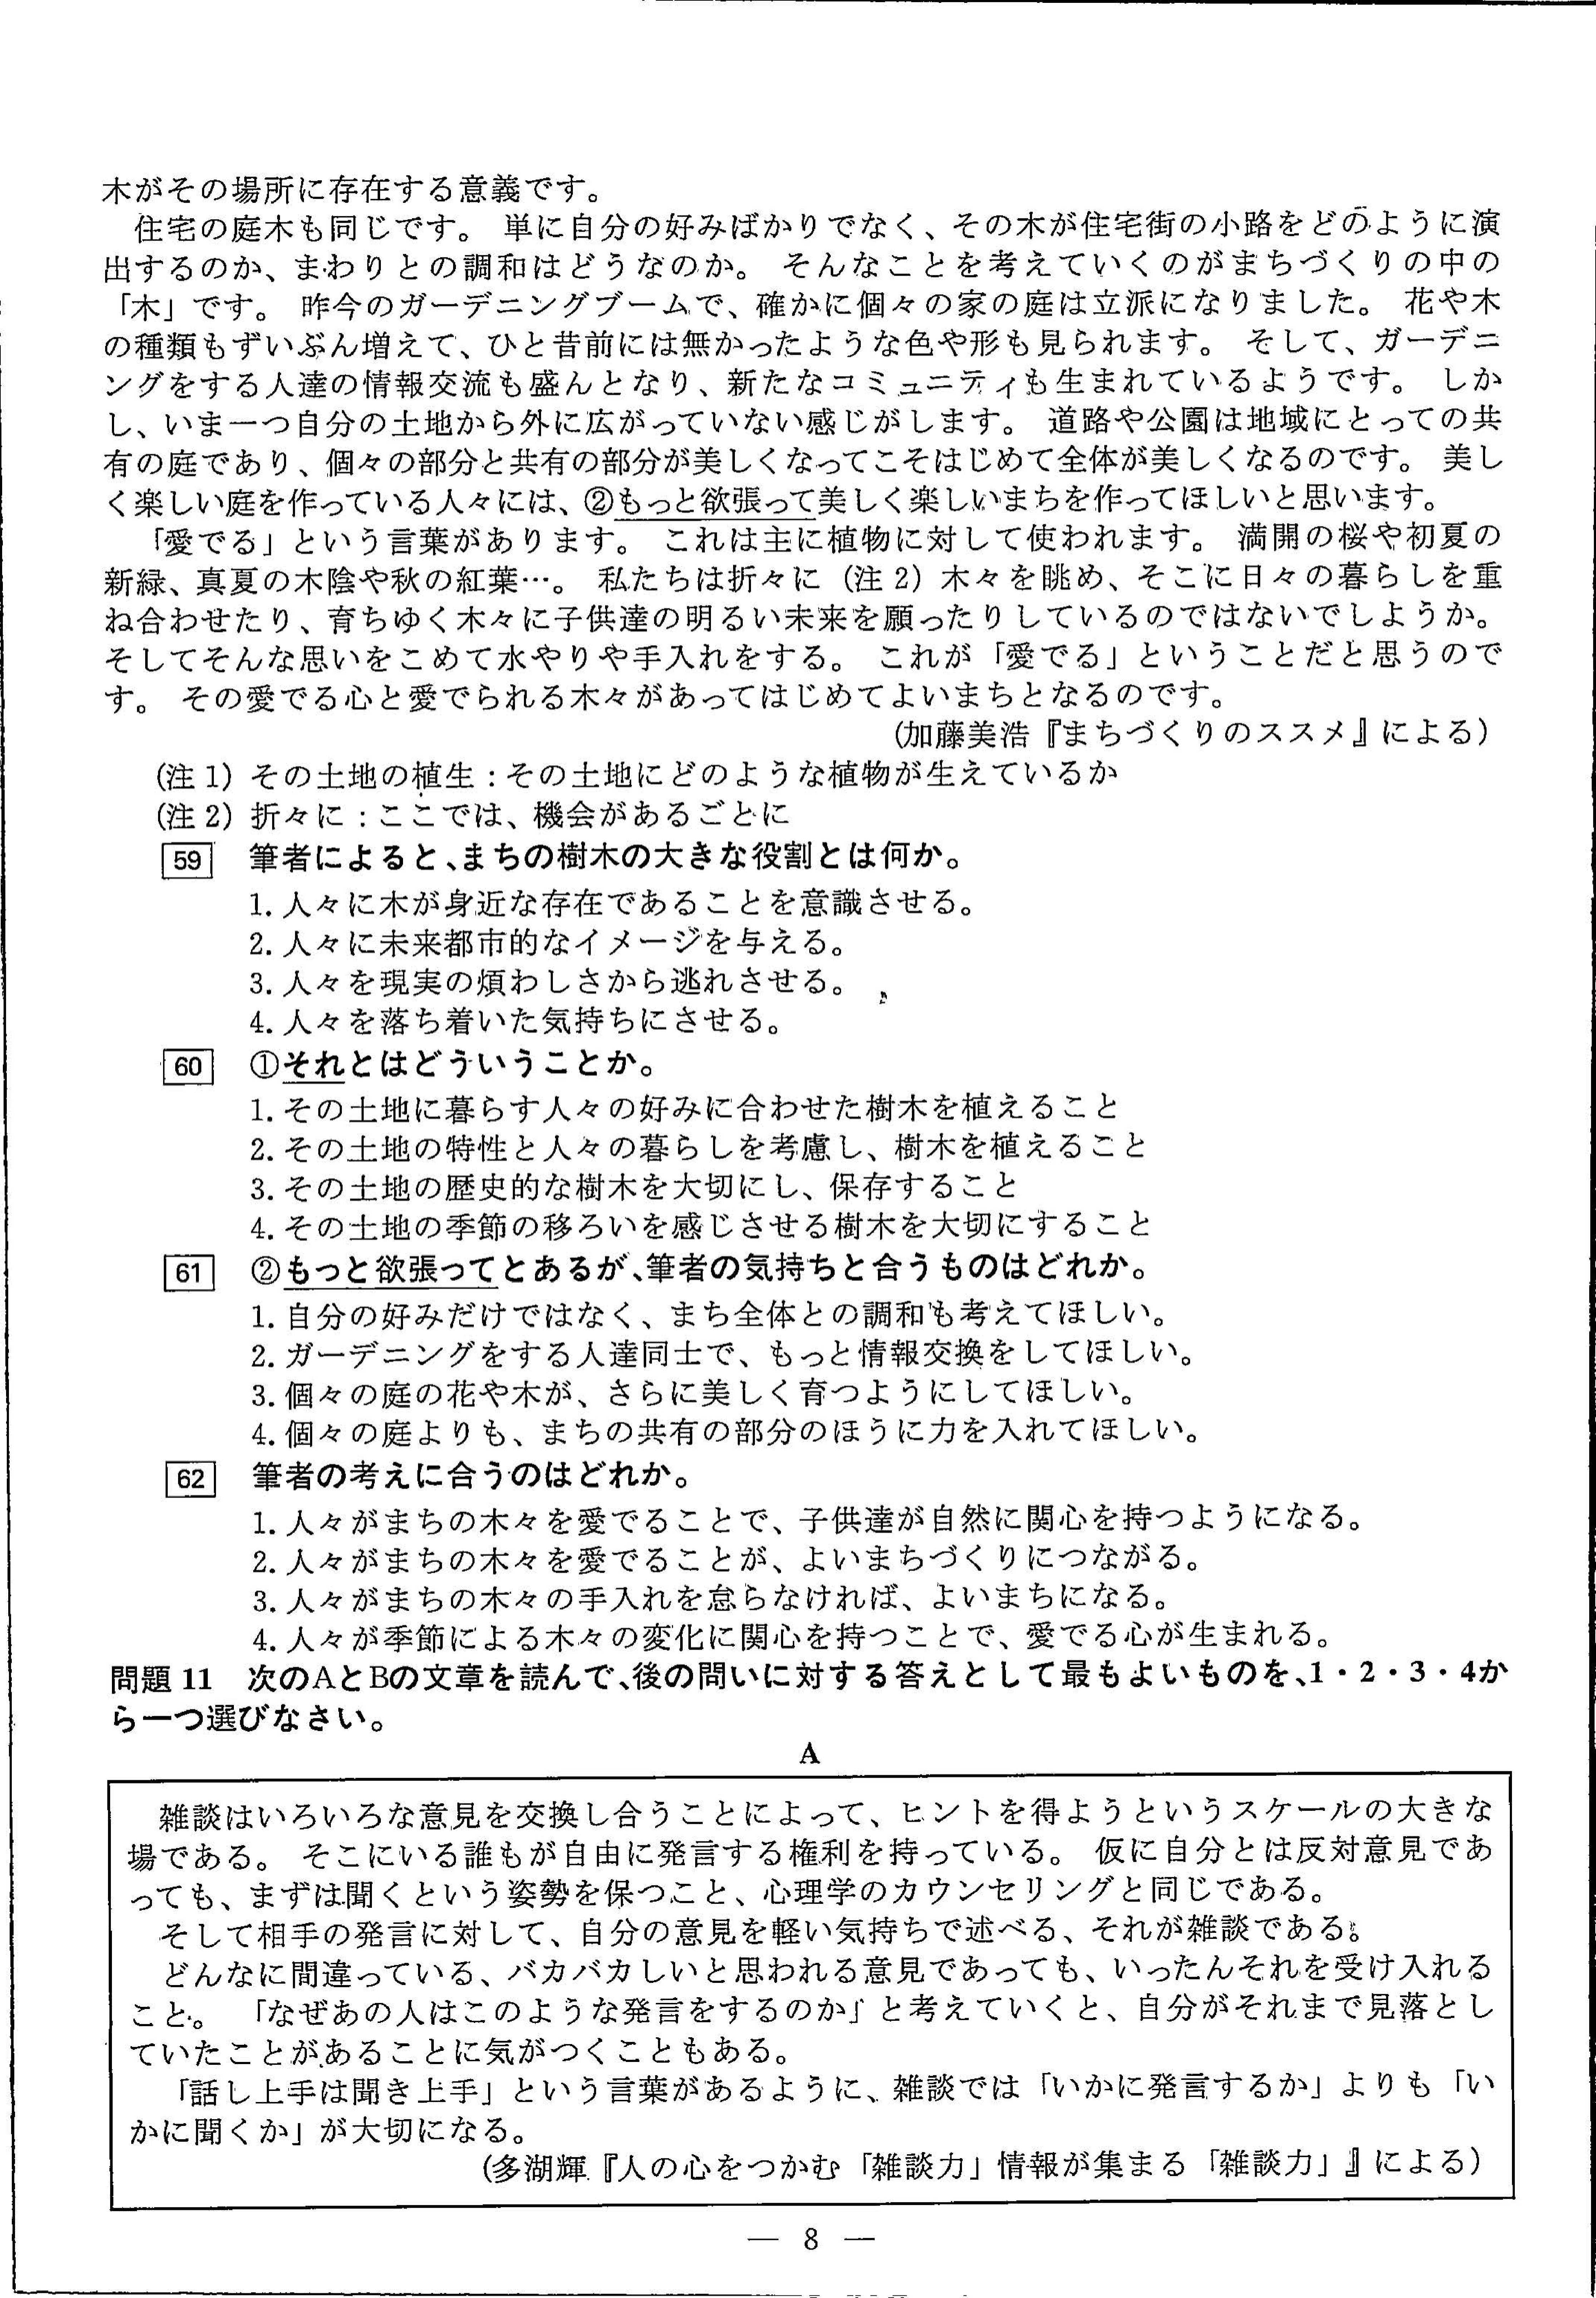 木がその場所に存在する意義です。
住宅の庭木も同じです。 単に自分の好みばかりでなく、その木が住宅街の小路をどのように演
出するのか、まわりとの調和はどうなのか。 そんなことを考えていくのがまちづくりの中の
「木」です。 昨今のガーデニングブームで、確かに個々の家の庭は立派になりました。 花や木
の種類もずいぶん増えて、ひと昔前には無かったような色や形も見られます。 そして、ガーデニ
ングをする人達の情報交流も盛んとなり、新たなコミュニティも生まれているようです。 しか
し、いま一つ自分の土地から外に広がっていない感じがします。 道路や公園は地域にとっての共
有の庭であり、個々の部分と共有の部分が美しくなってこそはじめて全体が美しくなるのです。 美し
く楽しい庭を作っている人々には、②もっと欲張って美しく楽しいまちを作ってほしいと思います。
「愛でる」という言葉があります。 これは主に植物に対して使われます。 満開の桜や初夏の
新緑、真夏の木陰や秋の紅葉…。 私たちは折々に（注2）木々を眺め、そこに日々の暮らしを重
ね合わせたり、育ちゆく木々に子供達の明るい未来を願ったりしているのではないでしようか。
そしてそんな思いをこめて水やりや手入れをする。 これが「愛でる」ということだと思うので
す。 その愛でる心と愛でられる木々があってはじめてよいまちとなるのです。
（加藤美浩『まちづくりのススメ』による）
（注1）その土地の植生：その土地にどのような植物が生えているか
（注2）折々に：ここでは、機会があるごとに
59 筆者によると、まちの樹木の大きな役割とは何か。
1. 人々に木が身近な存在であることを意識させる。
2. 人々に未来都市的なイメージを与える。
3. 人々を現実の煩わしさから逃れさせる。
4. 人々を落ち着いた気持ちにさせる。
60 ①それとはどういうことか。
1. その土地に暮らす人々の好みに合わせた樹木を植えること
2. その土地の特性と人々の暮らしを考慮し、樹木を植えること
3. その土地の歴史的な樹木を大切にし、保存すること
4. その土地の季節の移ろいを感じさせる樹木を大切にすること
61 ②もっと欲張ってとあるが、筆者の気持ちと合うものはどれか。
1. 自分の好みだけではなく、まち全体との調和も考えてほしい。
2. ガーデニングをする人達同士で、もっと情報交換をしてほしい。
3. 個々の庭の花や木が、さらに美しく育つようにしてほしい。
4. 個々の庭よりも、まちの共有の部分のほうに力を入れてほしい。
62 筆者の考えに合うのはどれか。
1. 人々がまちの木々を愛でることで、子供達が自然に関心を持つようになる。
2. 人々がまちの木々を愛でることが、よいまちづくりにつながる。
3. 人々がまちの木々の手入れを怠らなければ、よいまちになる。
4. 人々が季節による木々の変化に関心を持つことで、愛でる心が生まれる。
問題11 次のAとBの文章を読んで、後の問いに対する答えとして最もよいものを、1・2・3・4か
ら一つ選びなさい。
A
雑談はいろいろな意見を交換し合うことによって、ヒントを得ようというスケールの大きな
場である。 そこにいる誰もが自由に発言する権利を持っている。 仮に自分とは反対意見であ
っても、まずは聞くという姿勢を保つこと、心理学のカウンセリングと同じである。
そして相手の発言に対して、自分の意見を軽い気持ちで述べる、それが雑談である。
どんなに間違っている、バカバカしいと思われる意見であっても、いったんそれを受け入れる
こと。 「なぜあの人はこのような発言をするのか」と考えていくと、自分がそれまで見落とし
ていたことがあることに気がつくこともある。
「話し上手は聞き上手」という言葉があるように、雑談では「いかに発言するか」よりも「い
かに聞くか」が大切になる。
（多湖輝『人の心をつかむ「雑談力」情報が集まる「雑談力」』による）
— 8 —